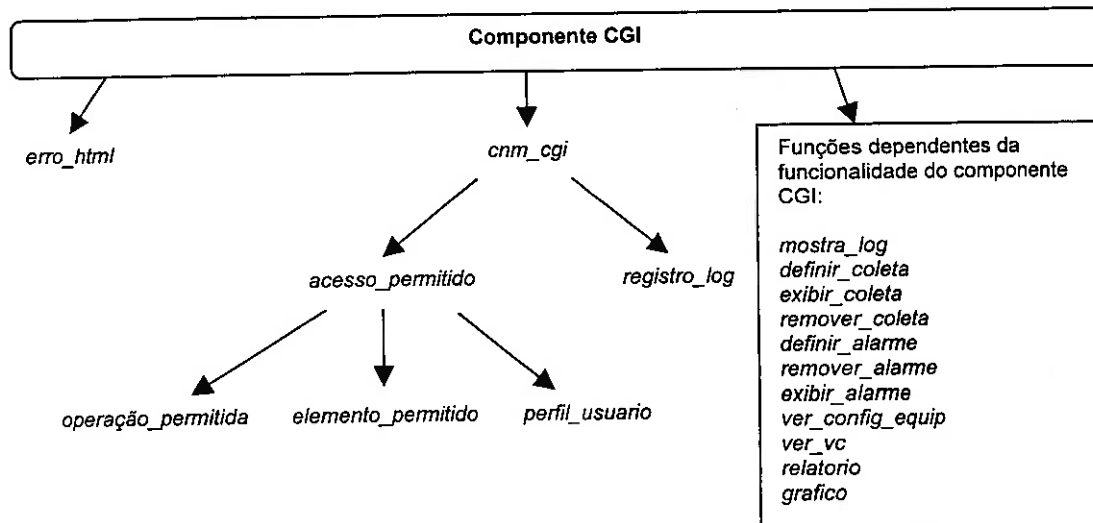 Componente CGI
erro_html
cnm_cgi
Funções dependentes da
funcionalidade do componente
CGI:
mostra_log
definir_coleta
exibir_coleta
remover_coleta
definir_alarme
remover_alarme
exibir_alarme
ver_config_equip
ver_vc
relatorio
grafico
acesso_permitido
registro_log
operação_permitida
elemento_permitido
perfil_usuario